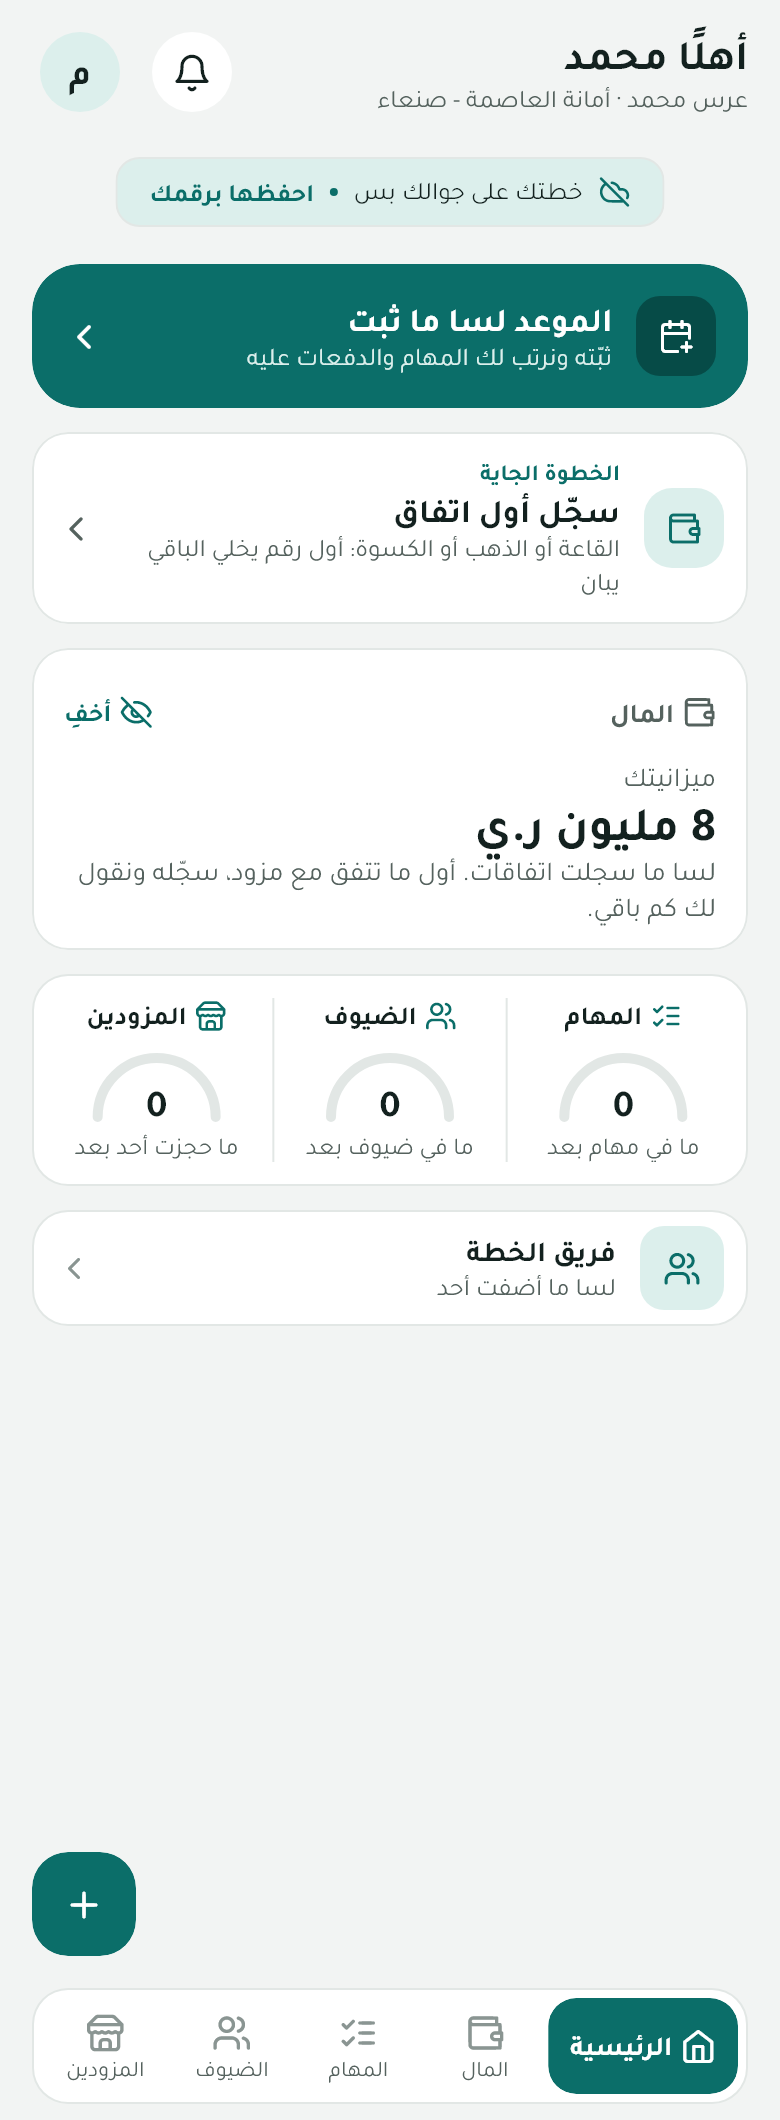 أهلًا محمد
عرس محمد · أمانة العاصمة - صنعاء
م
خطتك على جوالك بس • احفظها برقمك
الموعد لسا ما ثبت
ثبّته ونرتب لك المهام والدفعات عليه
الخطوة الجاية
سجّل أول اتفاق
القاعة أو الذهب أو الكسوة: أول رقم يخلي الباقي
يبان
المال
أخفِ
ميزانيتك
8 مليون ر.ي
لسا ما سجلت اتفاقات. أول ما تتفق مع مزود، سجّله ونقول
لك كم باقي.
المهام
0
ما في مهام بعد
الضيوف
0
ما في ضيوف بعد
المزودين
0
ما حجزت أحد بعد
فريق الخطة
لسا ما أضفت أحد
الرئيسية
المال
المهام
الضيوف
المزودين